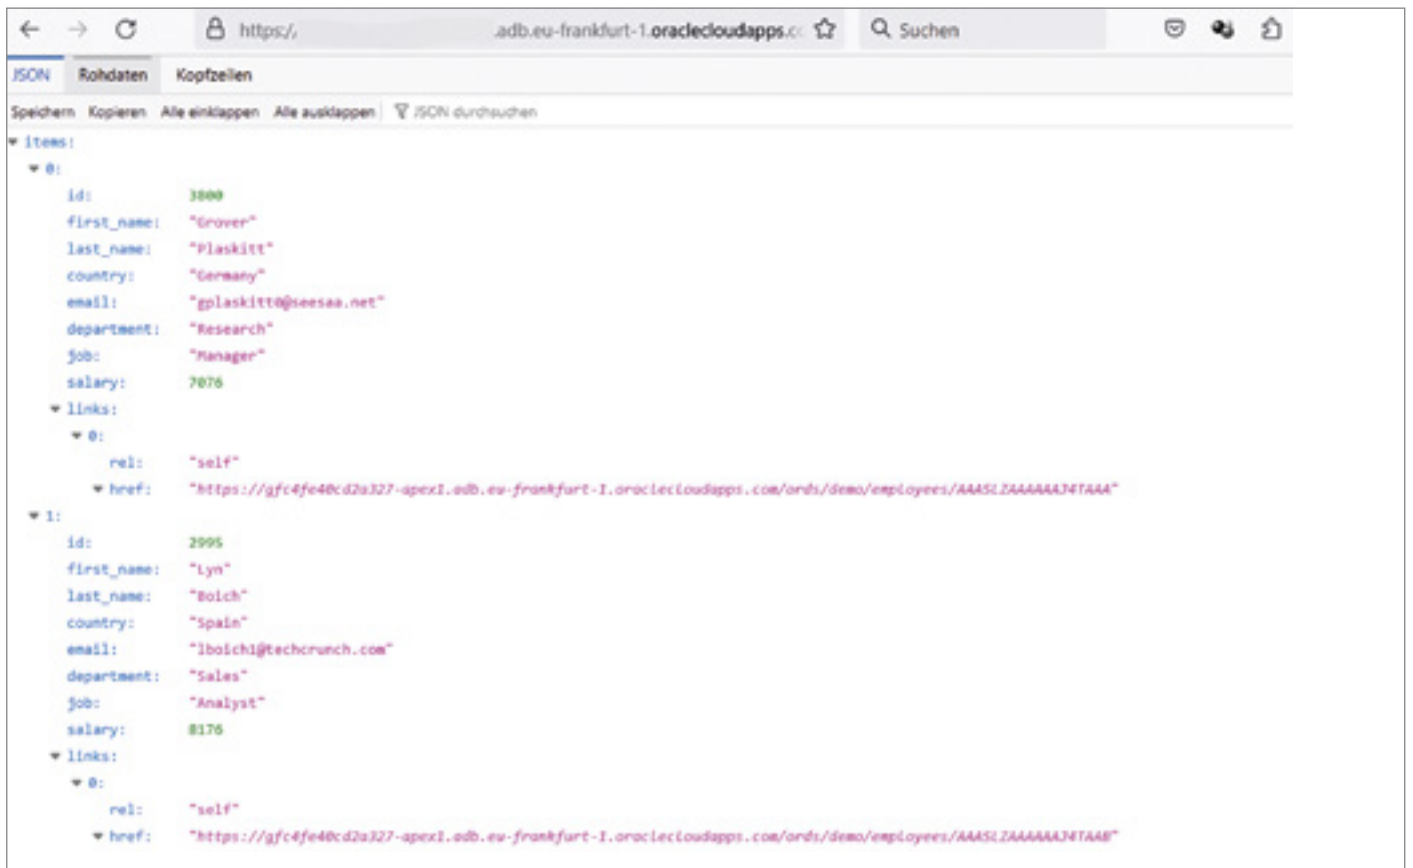 https:/, .adb.eu-frankfurt-1.oraclecloudapps.cc Suchen
JSON Rohdaten Kopfzeilen
Speichern Kopieren Alle einklappen Alle ausklappen JSON durchsuchen
items:
0:
id: 3800
first_name: "Grover"
last_name: "Plaskitt"
country: "Germany"
email: "gplaskitt0@seesaa.net"
department: "Research"
job: "Manager"
salary: 7076
links:
0:
rel: "self"
href:
1:
id: 2995
first_name: "Lyn"
last_name: "Boich"
country: "Spain"
email: "lboich1@techcrunch.com"
department: "Sales"
job: "Analyst"
salary: 8176
links:
0:
rel: "self"
href: